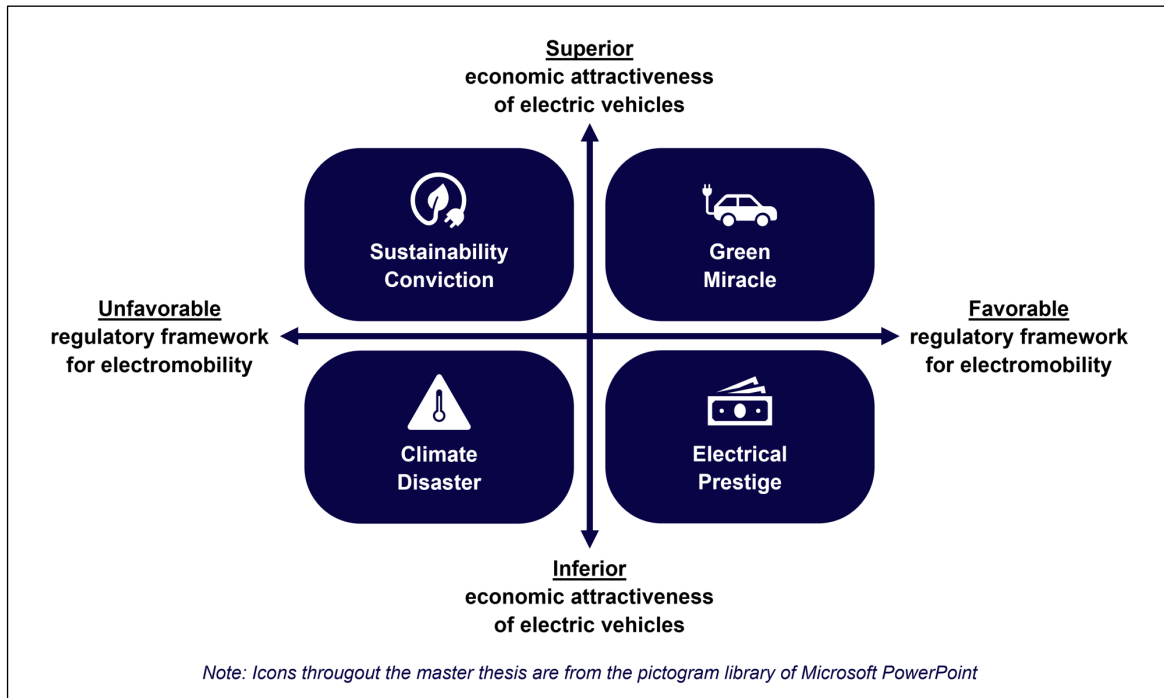 Superior
economic attractiveness
of electric vehicles
Sustainability
Conviction
Green
Miracle
Unfavorable
regulatory framework
for electromobility
Favorable
regulatory framework
for electromobility
Climate
Disaster
Electrical
Prestige
Inferior
economic attractiveness
of electric vehicles
Note: Icons througout the master thesis are from the pictogram library of Microsoft PowerPoint